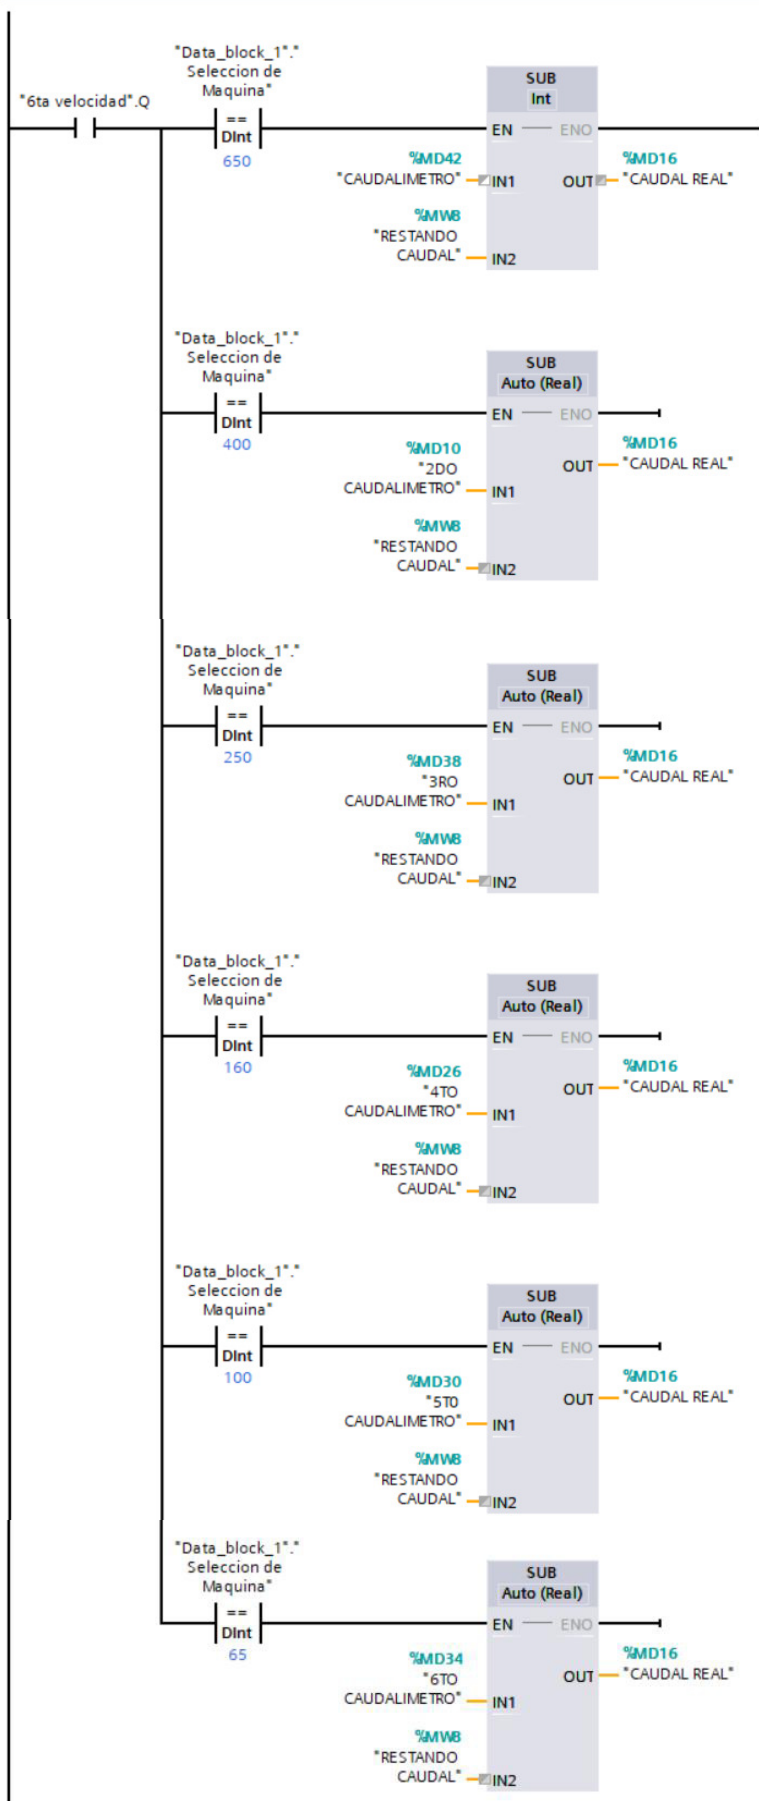 "Data_block_1"."
Seleccion de
Maquina"
"6ta velocidad".Q
==
DInt
650
SUB
Int
EN
ENO
%MD42
"CAUDALIMETRO"
IN1
%MD16
OUT
"CAUDAL REAL"
%MW8
"RESTANDO
CAUDAL"
IN2
"Data_block_1"."
Seleccion de
Maquina"
==
DInt
400
SUB
Auto (Real)
EN
ENO
%MD10
"2DO
CAUDALIMETRO"
IN1
%MD16
OUT
"CAUDAL REAL"
%MW8
"RESTANDO
CAUDAL"
IN2
"Data_block_1"."
Seleccion de
Maquina"
==
DInt
250
SUB
Auto (Real)
EN
ENO
%MD38
"3RO
CAUDALIMETRO"
IN1
%MD16
OUT
"CAUDAL REAL"
%MW8
"RESTANDO
CAUDAL"
IN2
"Data_block_1"."
Seleccion de
Maquina"
==
DInt
160
SUB
Auto (Real)
EN
ENO
%MD26
"4TO
CAUDALIMETRO"
IN1
%MD16
OUT
"CAUDAL REAL"
%MW8
"RESTANDO
CAUDAL"
IN2
"Data_block_1"."
Seleccion de
Maquina"
==
DInt
100
SUB
Auto (Real)
EN
ENO
%MD30
"5T0
CAUDALIMETRO"
IN1
%MD16
OUT
"CAUDAL REAL"
%MW8
"RESTANDO
CAUDAL"
IN2
"Data_block_1"."
Seleccion de
Maquina"
==
DInt
65
SUB
Auto (Real)
EN
ENO
%MD34
"6TO
CAUDALIMETRO"
IN1
%MD16
OUT
"CAUDAL REAL"
%MW8
"RESTANDO
CAUDAL"
IN2